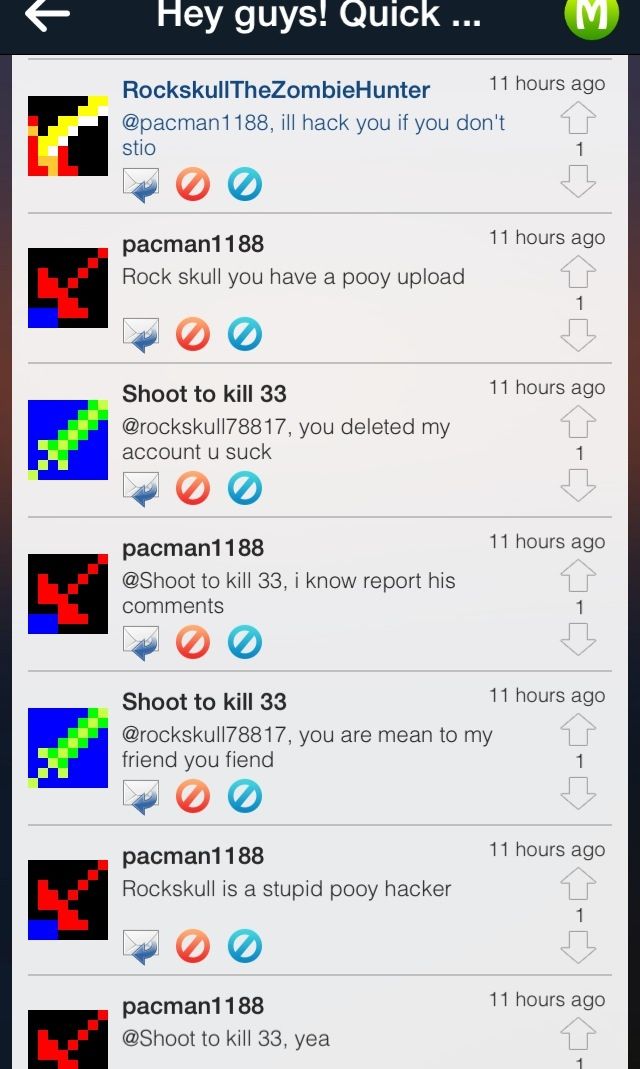 Hey guys! Quick ...
M
RockskullTheZombieHunter
11 hours ago
@pacman1188, ill hack you if you don't
stio
1
pacman1188
11 hours ago
Rock skull you have a pooy upload
1
Shoot to kill 33
11 hours ago
@rockskull78817, you deleted my
account u suck
1
pacman1188
11 hours ago
@Shoot to kill 33, i know report his
comments
1
Shoot to kill 33
11 hours ago
@rockskull78817, you are mean to my
friend you fiend
1
pacman1188
11 hours ago
Rockskull is a stupid pooy hacker
1
pacman1188
11 hours ago
@Shoot to kill 33, yea
1